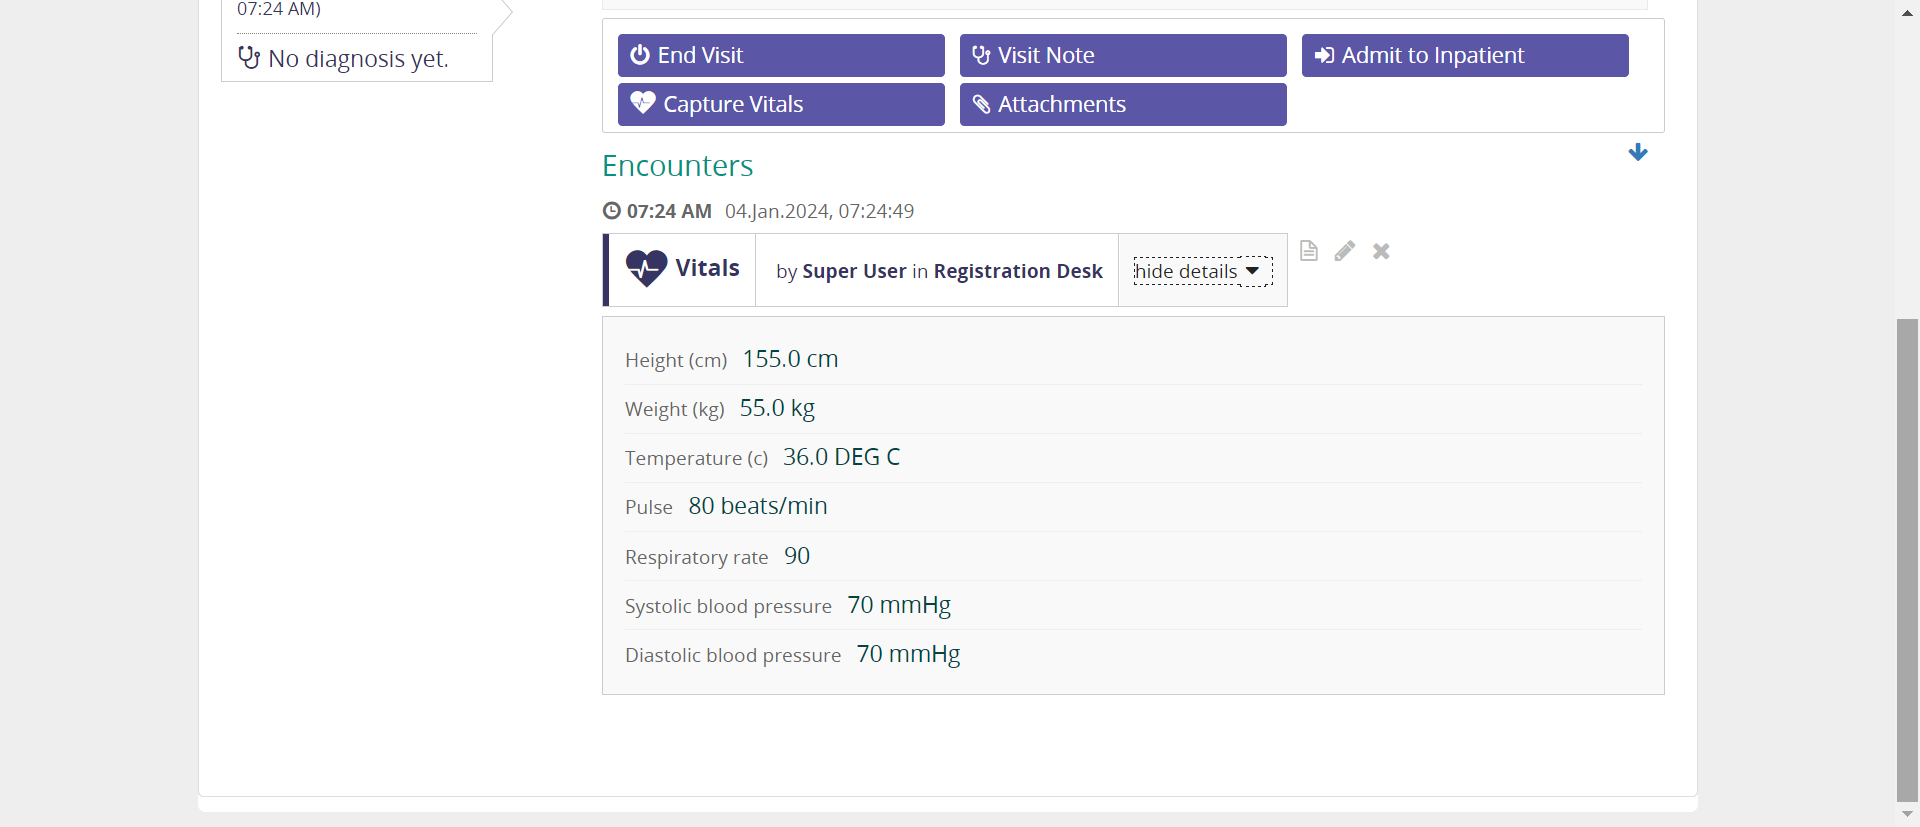 07:24 AM)
No diagnosis yet.
End Visit
Visit Note
Admit to Inpatient
Capture Vitals
Attachments
Encounters
07:24 AM 04.Jan.2024, 07:24:49
Vitals
by Super User in Registration Desk
hide details
Height (cm) 155.0 cm
Weight (kg) 55.0 kg
Temperature (c) 36.0 DEG C
Pulse 80 beats/min
Respiratory rate 90
Systolic blood pressure 70 mmHg
Diastolic blood pressure 70 mmHg